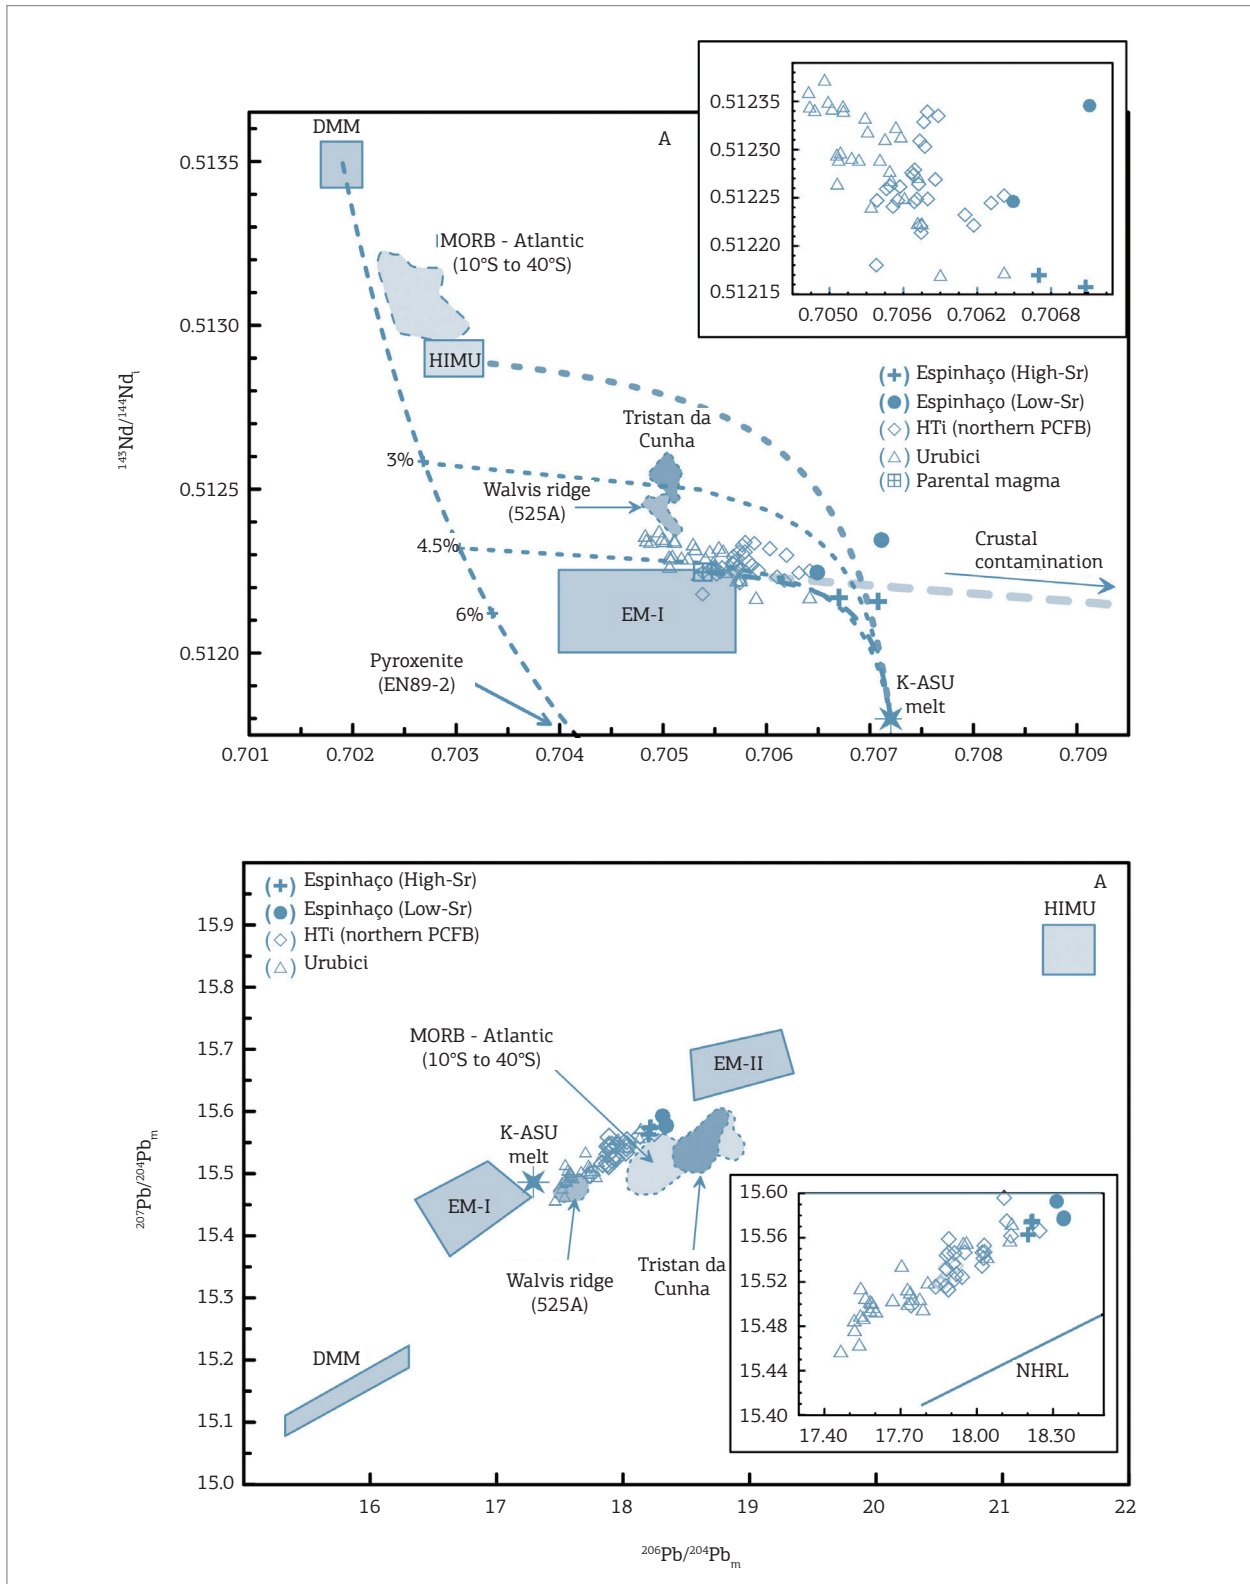 A
DMM
MORB - Atlantic
(10°S to 40°S)
HIMU
Tristan da
Cunha
Walvis ridge
(525A)
3%
4.5%
6%
EM-I
Pyroxenite
(EN89-2)
K-ASU
melt
Crustal
contamination
(+) Espinhaço (High-Sr)
(●) Espinhaço (Low-Sr)
(◇) HTi (northern PCFB)
(△) Urubici
(⊞) Parental magma
0.51235
0.51230
0.51225
0.51220
0.51215
0.7050
0.7056
0.7062
0.7068
¹⁴³Nd/¹⁴⁴Ndᵢ
0.5135
0.5130
0.5125
0.5120
0.701
0.702
0.703
0.704
0.705
0.706
0.707
0.708
0.709
(+) Espinhaço (High-Sr)
(●) Espinhaço (Low-Sr)
(◇) HTi (northern PCFB)
(△) Urubici
A
HIMU
MORB - Atlantic
(10°S to 40°S)
EM-II
K-ASU
melt
EM-I
Walvis ridge
(525A)
Tristan da
Cunha
DMM
15.60
15.56
15.52
15.48
15.44
15.40
NHRL
17.40
17.70
18.00
18.30
²⁰⁷Pb/²⁰⁴Pbₘ
15.9
15.8
15.7
15.6
15.5
15.4
15.3
15.2
15.1
15.0
16
17
18
19
20
21
22
²⁰⁶Pb/²⁰⁴Pbₘ